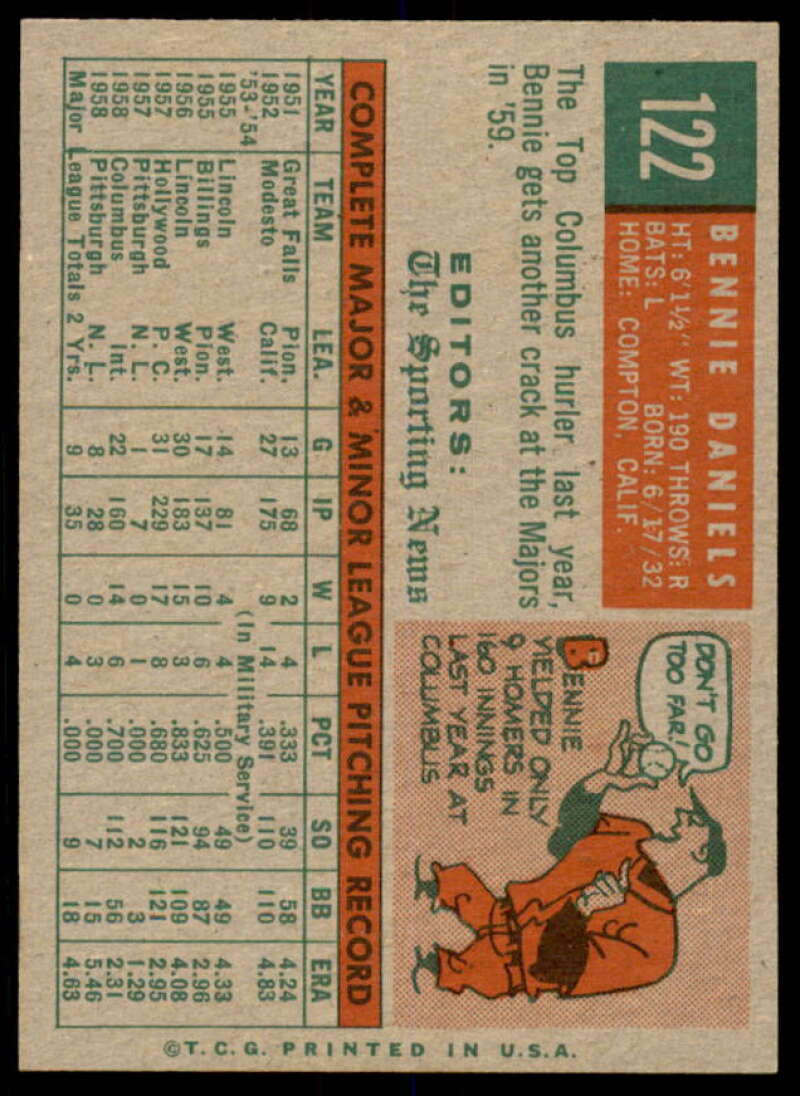 122
BENNIE DANIELS
HT: 6'1½" WT: 190 THROWS: R
BATS: L BORN: 6/17/32
HOME: COMPTON, CALIF.
The Top Columbus hurler last year,
Bennie gets another crack at the Majors
in '59.
EDITORS:
The Sporting News
DON'T GO
TOO FAR!
BENNIE
YIELDED ONLY
9 HOMERS IN
160 INNINGS
LAST YEAR AT
COLUMBUS
COMPLETE MAJOR & MINOR LEAGUE PITCHING RECORD
YEAR TEAM LEA. G IP W L PCT SO BB ERA
1951 Great Falls Pion. 13 68 2 4 .333 39 58 4.24
1952 Modesto Calif. 27 175 9 14 .391 110 110 4.83
'53-'54 (In Military Service)
1955 Lincoln West. 14 81 4 4 .500 49 49 4.33
1955 Billings Pion. 17 137 10 6 .625 94 87 2.96
1956 Lincoln West. 30 183 15 3 .833 121 109 4.08
1957 Hollywood P. C. 31 229 17 8 .680 116 121 2.95
1957 Pittsburgh N. L. 1 7 0 1 .000 2 3 1.29
1958 Columbus Int. 22 160 14 6 .700 112 56 2.31
1958 Pittsburgh N. L. 8 28 0 3 .000 7 15 5.46
Major League Totals 2 Yrs. 9 35 0 4 .000 9 18 4.63
©T.C.G. PRINTED IN U.S.A.